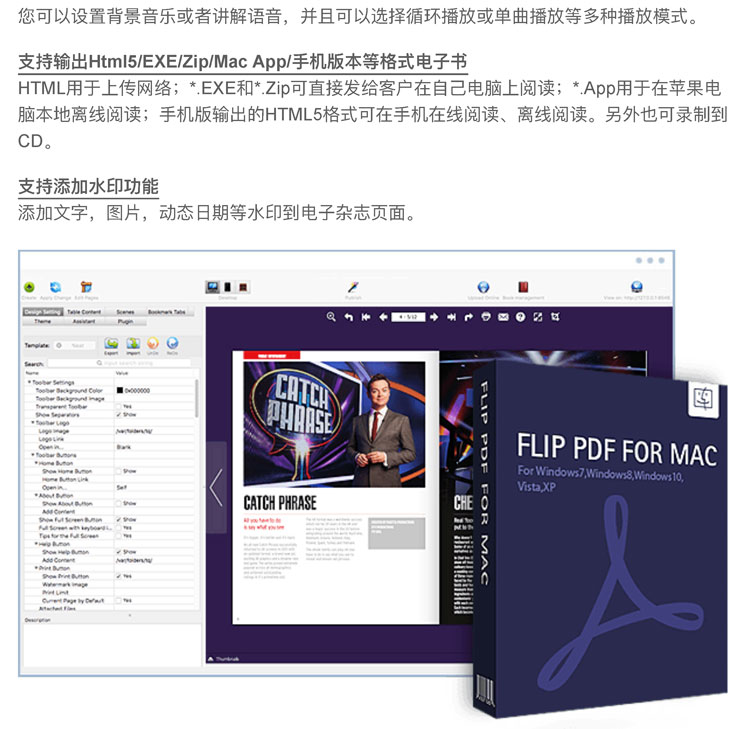 您可以设置背景音乐或者讲解语音，并且可以选择循环播放或单曲播放等多种播放模式。
支持输出Html5/EXE/Zip/Mac App/手机版本等格式电子书
HTML用于上传网络；*.EXE和*.Zip可直接发给客户在自己电脑上阅读；*.App用于在苹果电
脑本地离线阅读；手机版输出的HTML5格式可在手机在线阅读、离线阅读。另外也可录制到
CD。
支持添加水印功能
添加文字，图片，动态日期等水印到电子杂志页面。
Create Apply Change Edit Pages Desktop Publish Upload Online Book management
Design Setting Table Content Scenes Bookmark Tabs
Theme Assistant Plugin
Template: Neat Export Import UnDo ReDo
Search:
Name Value
Toolbar Settings
Toolbar Background Color 0x000000
Toolbar Background Image
Transparent Toolbar Yes
Show Separators Show
Toolbar Logo
Logo Image /var/folders/tq/
Logo Link
Open in... Blank
Toolbar Buttons
Home Button
Show Home Button Show
Home Button Link
Open in... Self
About Button
Show About Button Show
Add Content
Show Full Screen Button Show
Full Screen with keyboard i... Yes
Tips for the Full Screen Yes
Help Button
Show Help Button Show
Add Content /var/folders/tq/
Print Button
Show Print Button Yes
Watermark Image
Print Limit
Current Page by Default Yes
Attached Files
Description
4 - 5/12
CATCH
PHRASE
CATCH PHRASE
All you have to do
is say what you see
Thumbnails
FLIP PDF FOR MAC
FLIP PDF FOR MAC
For Windows7,Windows8,Windows10,
Vista,XP